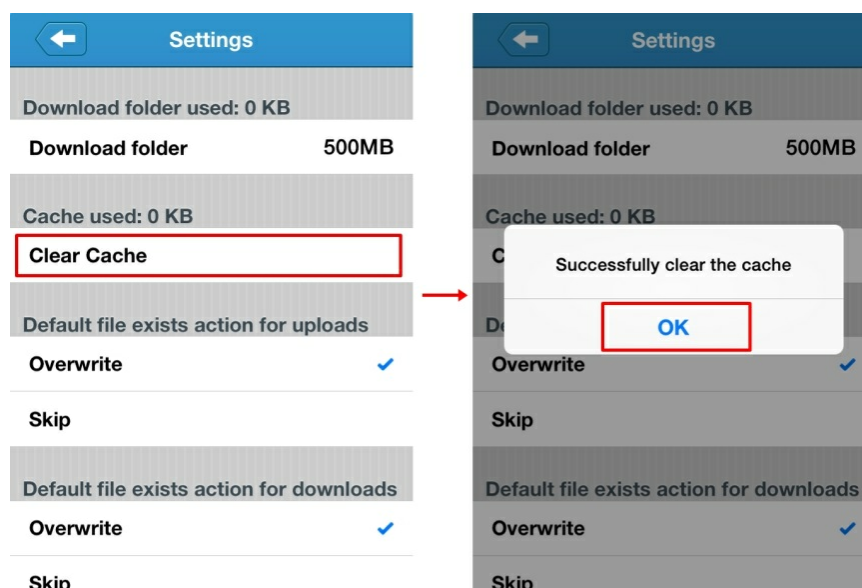 Settings
Download folder used: 0 KB
Download folder 500MB
Cache used: 0 KB
Clear Cache
Default file exists action for uploads
Overwrite
Skip
Default file exists action for downloads
Overwrite
Skip
Settings
Download folder used: 0 KB
Download folder 500MB
Cache used: 0 KB
C
Successfully clear the cache
De
OK
Overwrite
Skip
Default file exists action for downloads
Overwrite
Skip